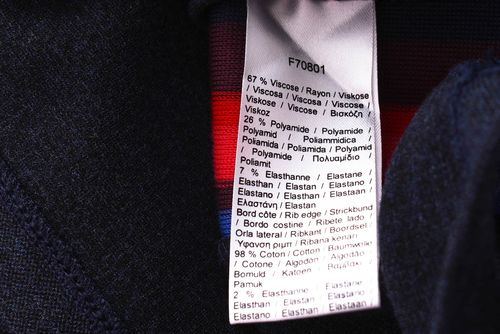 F70801
67 % Viscose / Rayon / Viskose
/ Viscosa / Viscosa / Viscose /
Viskose / Viscose / Βισκόζη
Viskoz
26 % Polyamide / Polyamide /
Polyamid / Poliammidica /
Poliamida / Poliamida / Polyamid
/ Polyamide / Πολυαμίδιο /
Poliamit
7 % Elasthanne / Elastane /
Elasthan / Elastan / Elastano /
Elastano / Elasthan / Elastaan /
Ελαστάνη / Elastan
Bord côte / Rib edge / Strickbund
/ Bordo costine / Ribete lado /
Orla lateral / Ribkant / Boordsel /
Ύφανση ριμπ / Ribana kenarı
98 % Coton / Cotton / Baumwolle
/ Cotone / Algodón / Algodão /
Bomuld / Katoen / Βαμβάκι /
Pamuk
2 % Elasthanne / Elastane /
Elasthan / Elastan / Elastano /
Elastano / Elasthan / Elastaan /